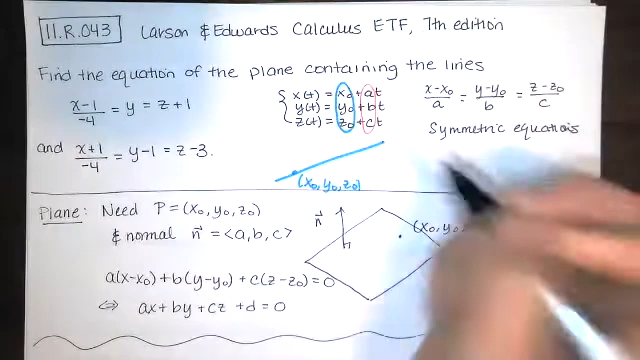 11.R.043 Larson & Edwards Calculus ETF, 7th edition
Find the equation of the plane containing the lines
x-1/-4 = y = z+1
and x+1/-4 = y-1 = z-3.
{ x(t) = x₀+at
y(t) = y₀+bt
z(t) = z₀+ct
(x₀,y₀,z₀)
x-x₀/a = y-y₀/b = z-z₀/c
Symmetric equations
Plane: Need P=(x₀,y₀,z₀)
& normal n⃗ = <a,b,c>
a(x-x₀)+b(y-y₀)+c(z-z₀)=0
⇔ ax+by+cz+d=0
n⃗
(x₀,y₀,